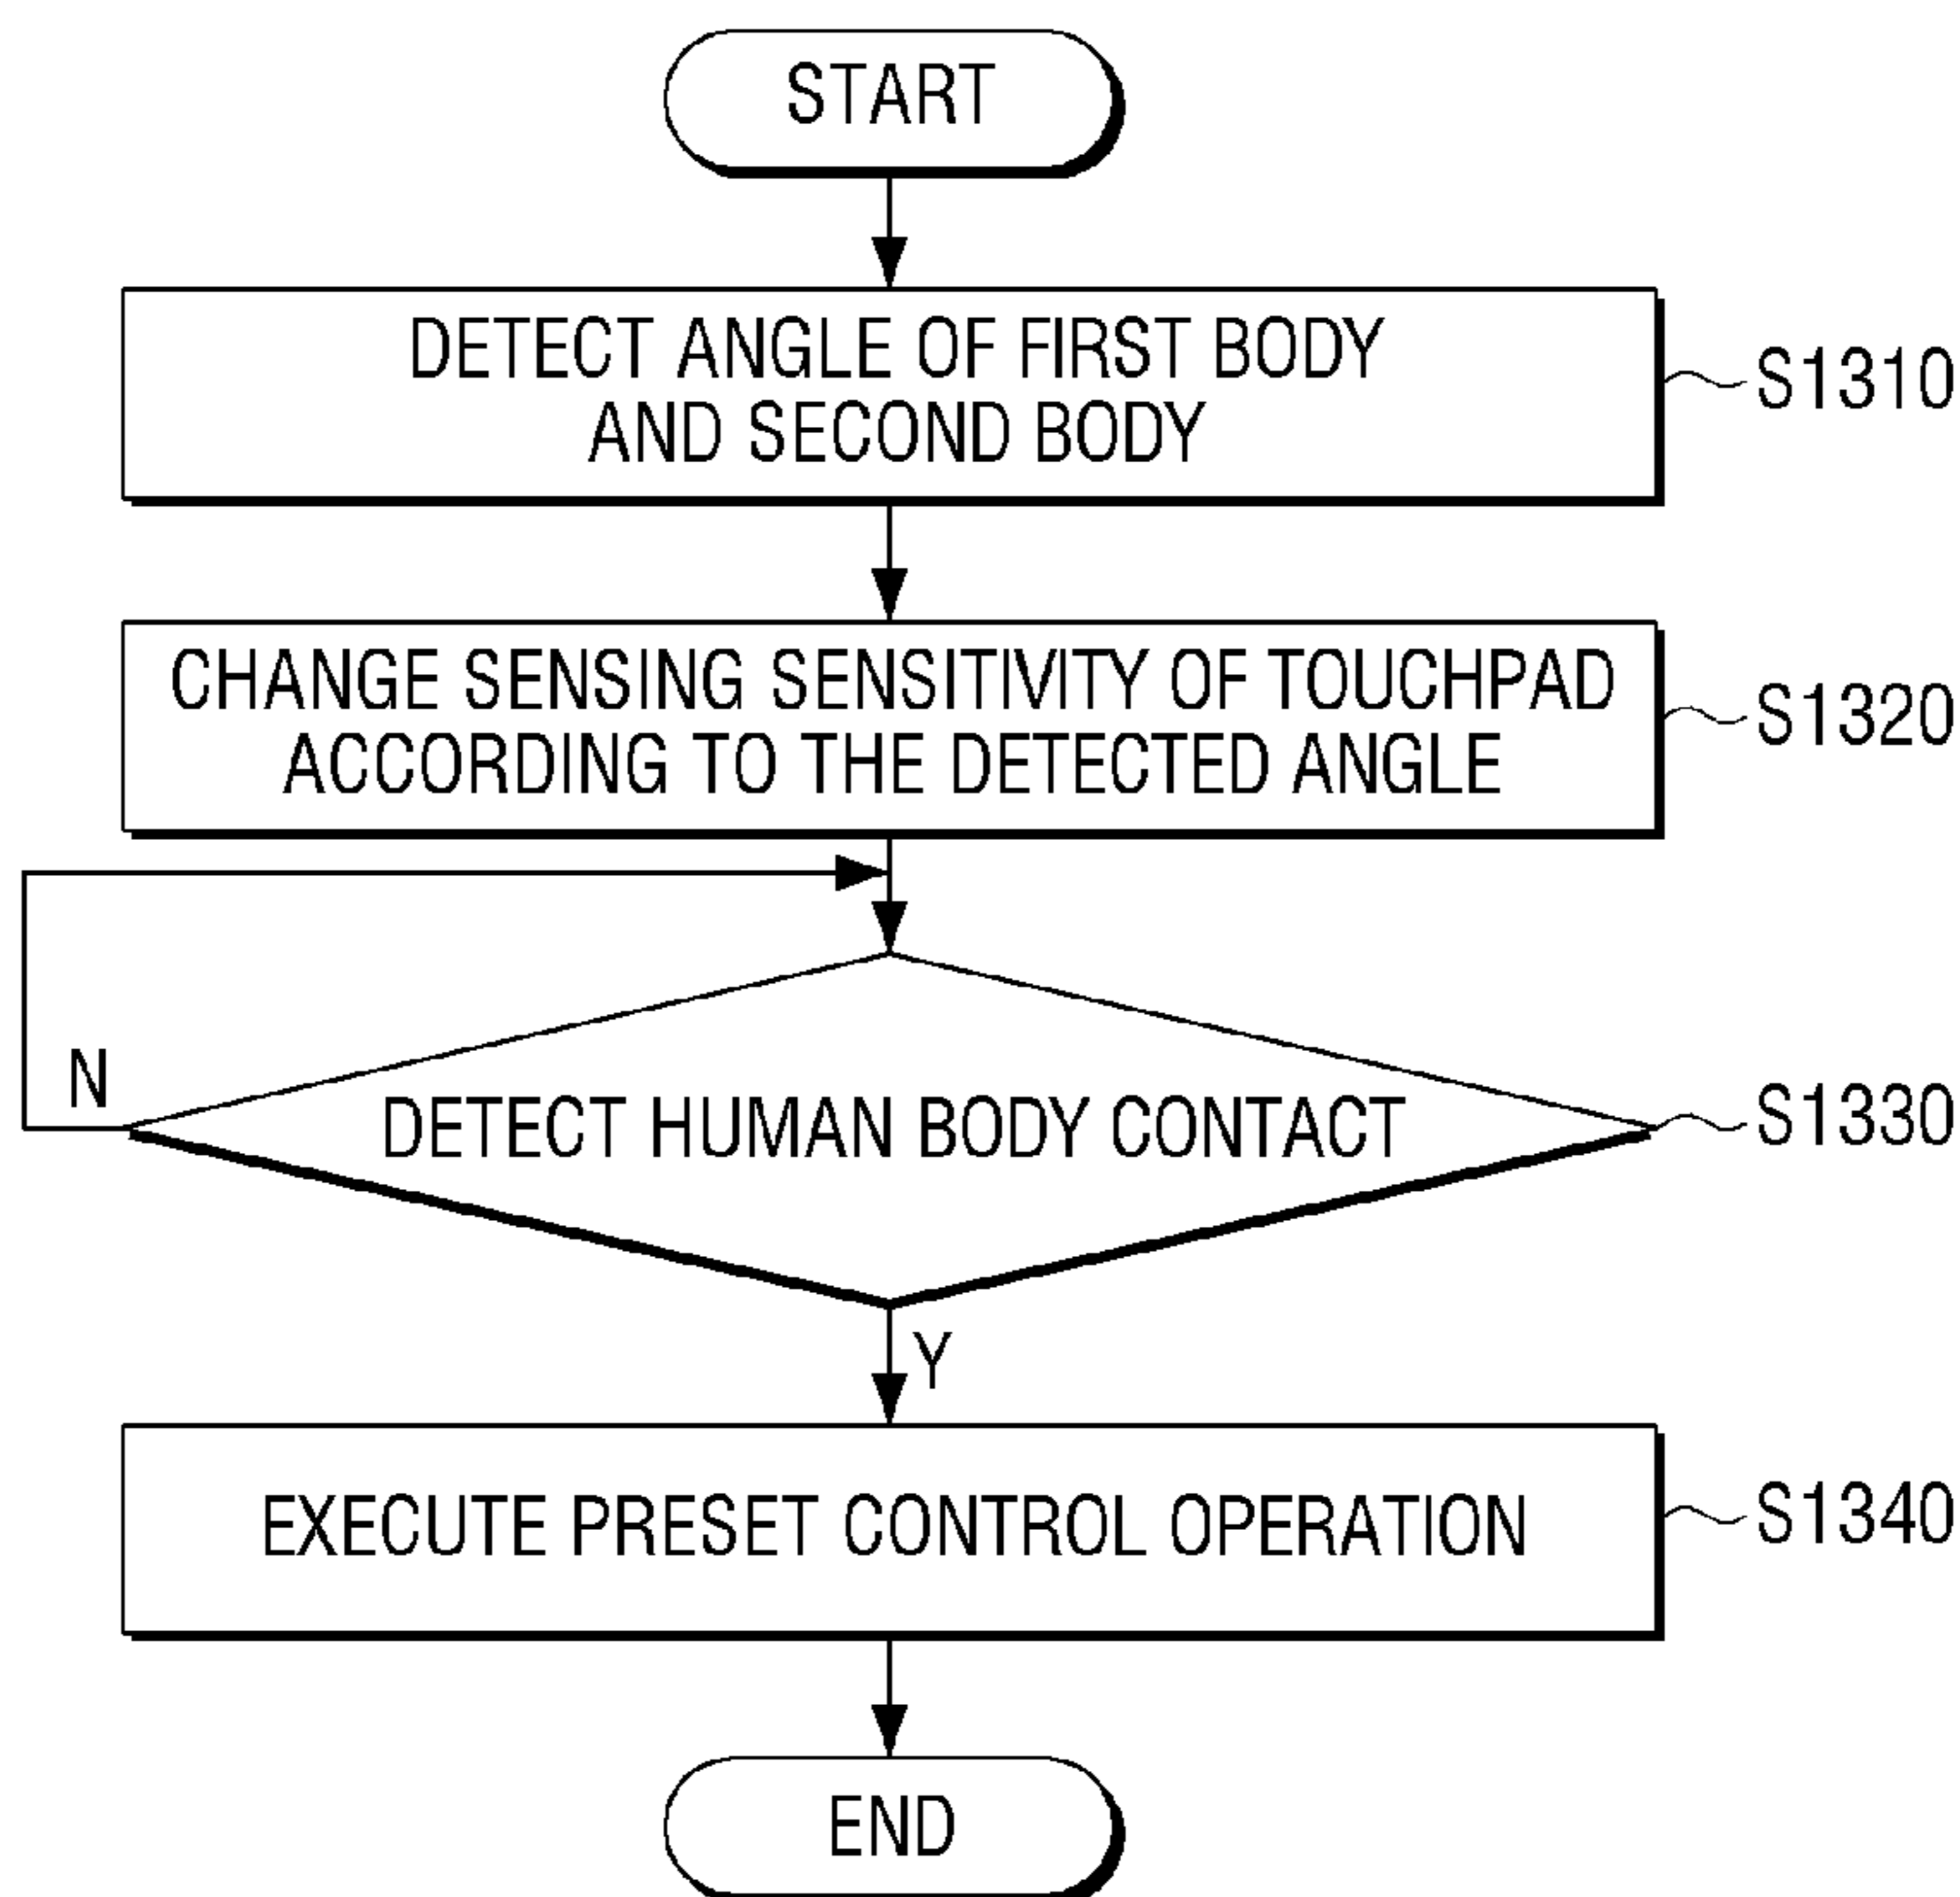 START
DETECT ANGLE OF FIRST BODY
AND SECOND BODY
S1310
CHANGE SENSING SENSITIVITY OF TOUCHPAD
ACCORDING TO THE DETECTED ANGLE
S1320
N
DETECT HUMAN BODY CONTACT
S1330
Y
EXECUTE PRESET CONTROL OPERATION
S1340
END